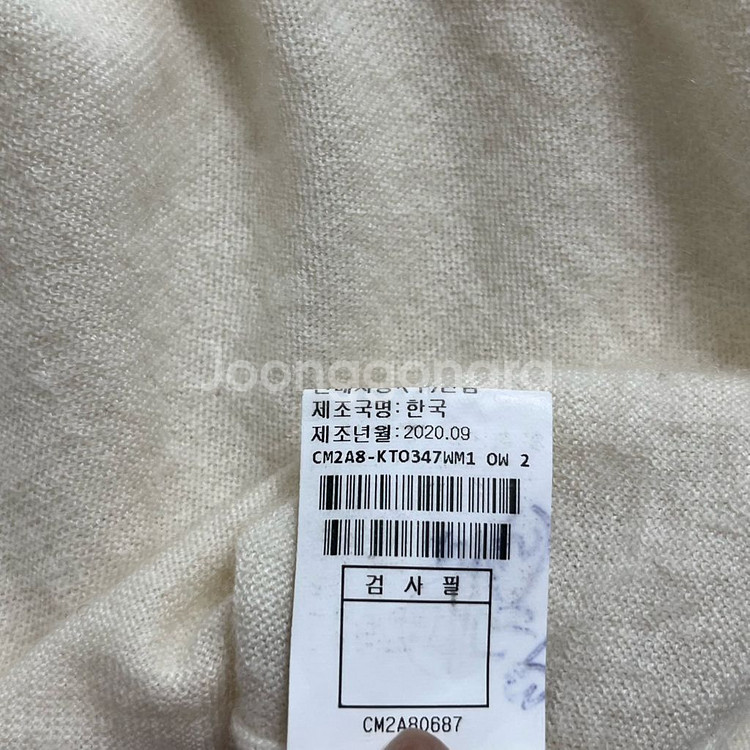 Joonggonara
제조국명: 한국
제조년월: 2020.09
CM2A8-KTO347WM1 OW 2
검 사 필
CM2A80687